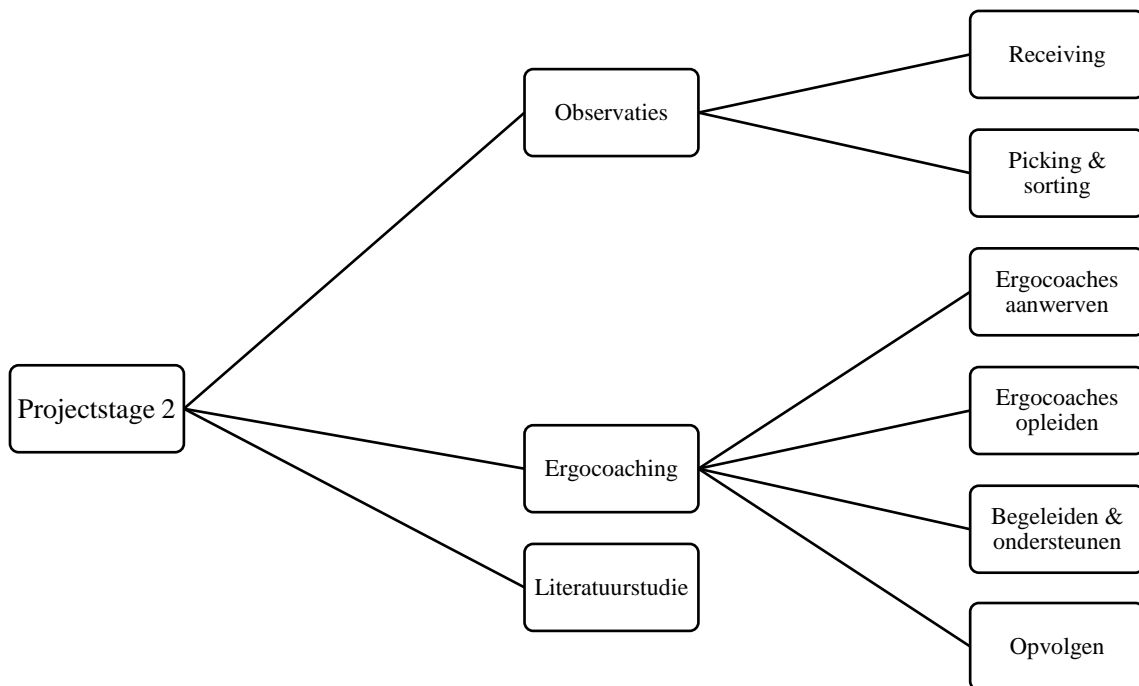 Receiving
Observaties
Picking &
sorting
Ergocoaches
aanwerven
Projectstage 2
Ergocoaches
opleiden
Ergocoaching
Begeleiden &
ondersteunen
Literatuurstudie
Opvolgen